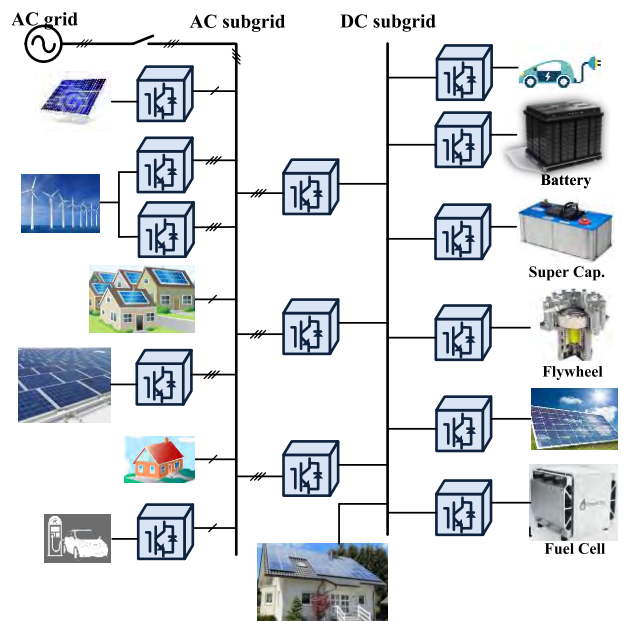 AC grid
AC subgrid
DC subgrid
Battery
Super Cap.
Flywheel
Fuel Cell